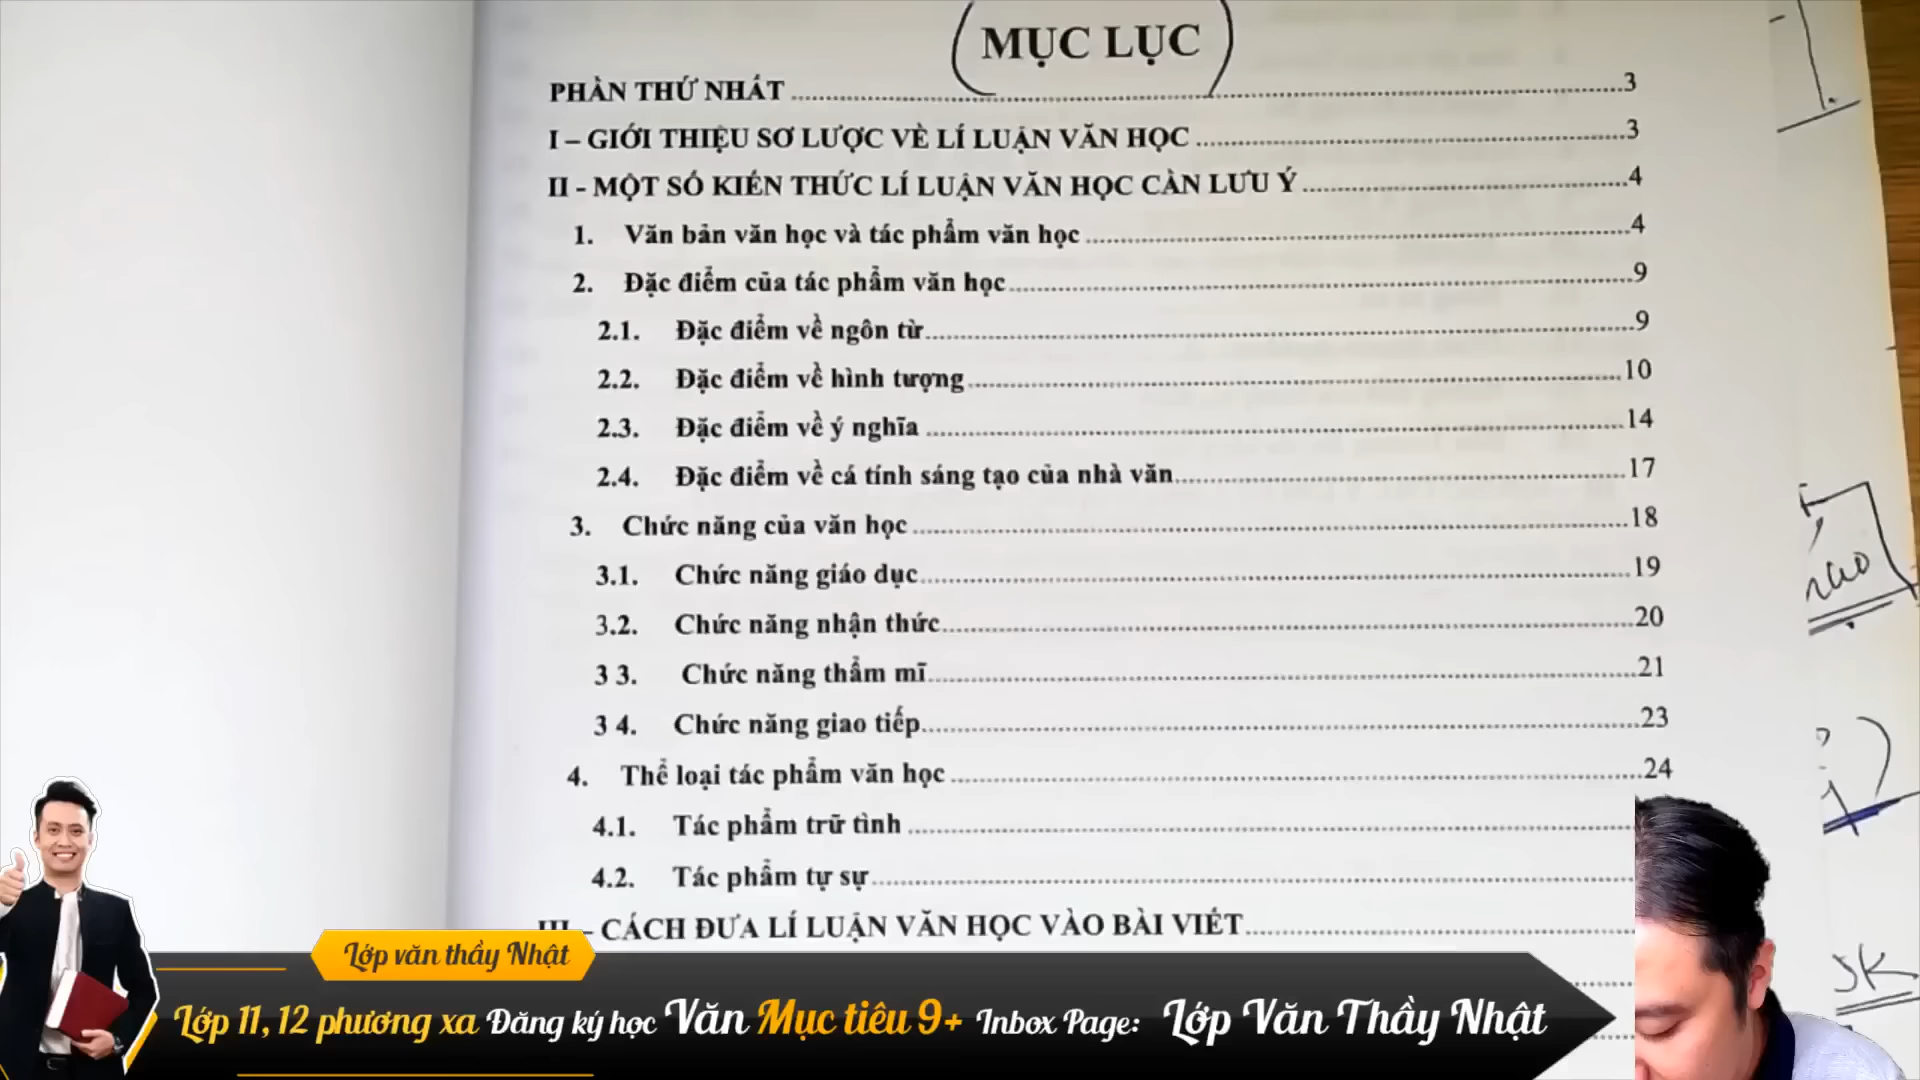 MỤC LỤC
PHẦN THỨ NHẤT ........ 3
I – GIỚI THIỆU SƠ LƯỢC VỀ LÍ LUẬN VĂN HỌC ........ 3
II - MỘT SỐ KIẾN THỨC LÍ LUẬN VĂN HỌC CẦN LƯU Ý ........ 4
1. Văn bản văn học và tác phẩm văn học ........ 4
2. Đặc điểm của tác phẩm văn học ........ 9
2.1. Đặc điểm về ngôn từ ........ 9
2.2. Đặc điểm về hình tượng ........ 10
2.3. Đặc điểm về ý nghĩa ........ 14
2.4. Đặc điểm về cá tính sáng tạo của nhà văn ........ 17
3. Chức năng của văn học ........ 18
3.1. Chức năng giáo dục ........ 19
3.2. Chức năng nhận thức ........ 20
3 3. Chức năng thẩm mĩ ........ 21
3 4. Chức năng giao tiếp ........ 23
4. Thể loại tác phẩm văn học ........ 24
4.1. Tác phẩm trữ tình ........
4.2. Tác phẩm tự sự ........
III – CÁCH ĐƯA LÍ LUẬN VĂN HỌC VÀO BÀI VIẾT ........
Lớp văn thầy Nhật
Lớp 11, 12 phương xa Đăng ký học Văn Mục tiêu 9+ Inbox Page: Lớp Văn Thầy Nhật